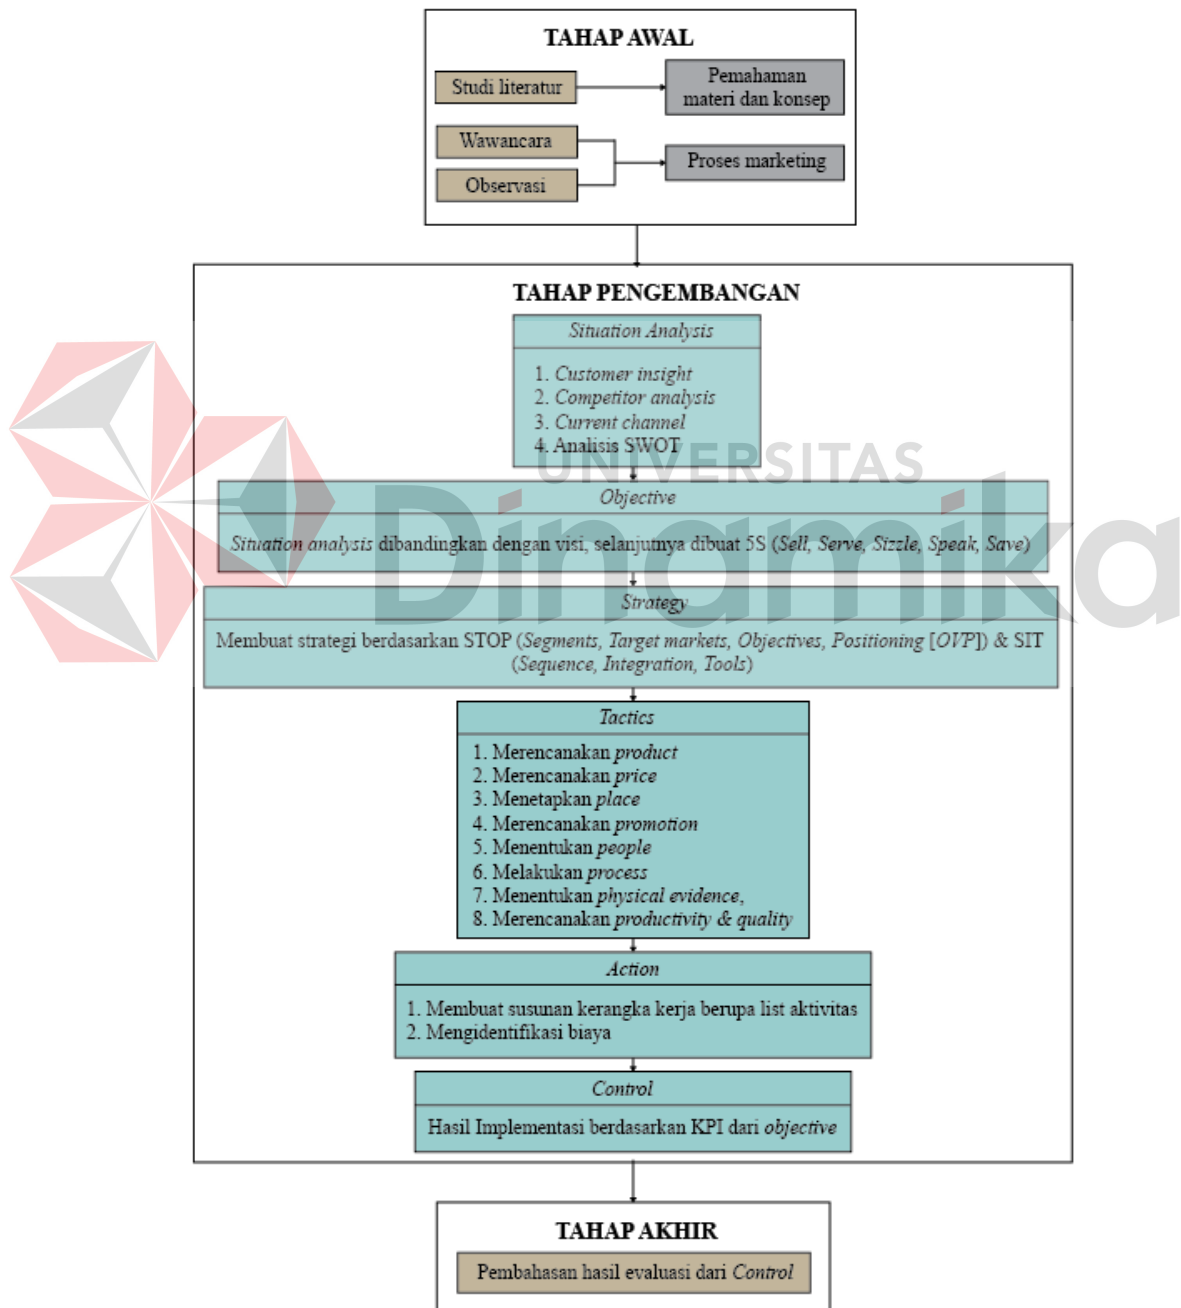 TAHAP AWAL
Studi literatur
Pemahaman
materi dan konsep
Wawancara
Observasi
Proses marketing
TAHAP PENGEMBANGAN
Situation Analysis
1. Customer insight
2. Competitor analysis
3. Current channel
4. Analisis SWOT
UNIVERSITAS
Dinamika
Objective
Situation analysis dibandingkan dengan visi, selanjutnya dibuat 5S (Sell, Serve, Sizzle, Speak, Save)
Strategy
Membuat strategi berdasarkan STOP (Segments, Target markets, Objectives, Positioning [OVP]) & SIT
(Sequence, Integration, Tools)
Tactics
1. Merencanakan product
2. Merencanakan price
3. Menetapkan place
4. Merencanakan promotion
5. Menentukan people
6. Melakukan process
7. Menentukan physical evidence,
8. Merencanakan productivity & quality
Action
1. Membuat susunan kerangka kerja berupa list aktivitas
2. Mengidentifikasi biaya
Control
Hasil Implementasi berdasarkan KPI dari objective
TAHAP AKHIR
Pembahasan hasil evaluasi dari Control